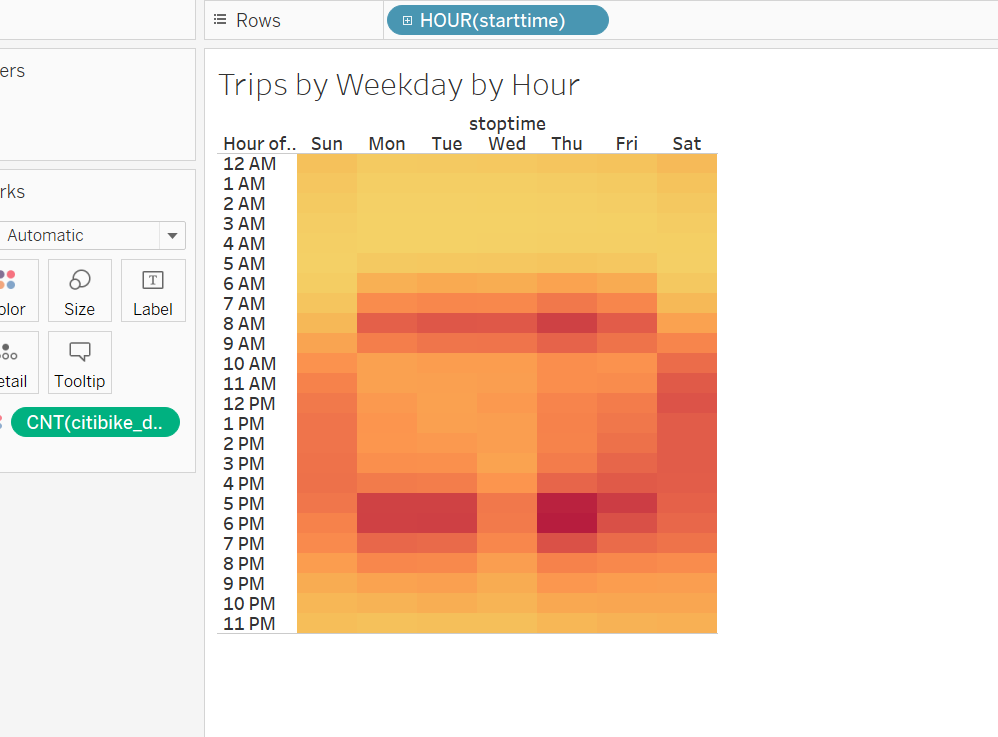 Rows HOUR(starttime)
ers
Trips by Weekday by Hour
stoptime
Hour of.. Sun Mon Tue Wed Thu Fri Sat
12 AM
1 AM
2 AM
3 AM
4 AM
5 AM
6 AM
7 AM
8 AM
9 AM
10 AM
11 AM
12 PM
1 PM
2 PM
3 PM
4 PM
5 PM
6 PM
7 PM
8 PM
9 PM
10 PM
11 PM
rks
Automatic
olor Size T Label
etail Tooltip
CNT(citibike_d..